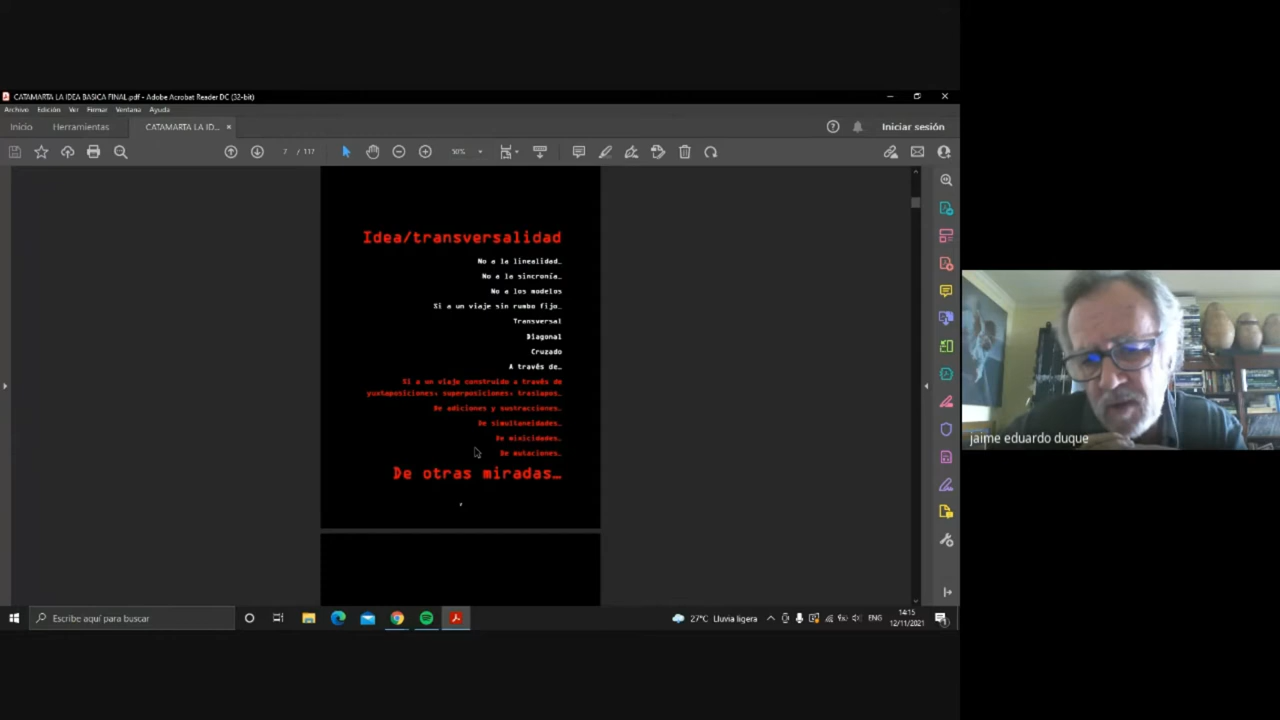 CATAMARTA LA IDEA BASICA FINAL.pdf - Adobe Acrobat Reader DC (32-bit)
Archivo Edición Ver Firmar Ventana Ayuda
Inicio Herramientas CATAMARTA LA ID... × Iniciar sesión
7 / 117
Idea/transversalidad
No a la linealidad…
No a la sincronía…
No a los modelos
Si a un viaje sin rumbo fijo…
Transversal
Diagonal
Cruzado
A través de…
Si a un viaje construido a través de
yuxtaposiciones, superposiciones, traslapos…
De adiciones y sustracciones…
De simultaneidades…
De mixicidades…
De mutaciones…
De otras miradas…
jaime eduardo duque
Escribe aquí para buscar
27°C Lluvia ligera
ENG
14:15
12/11/2021